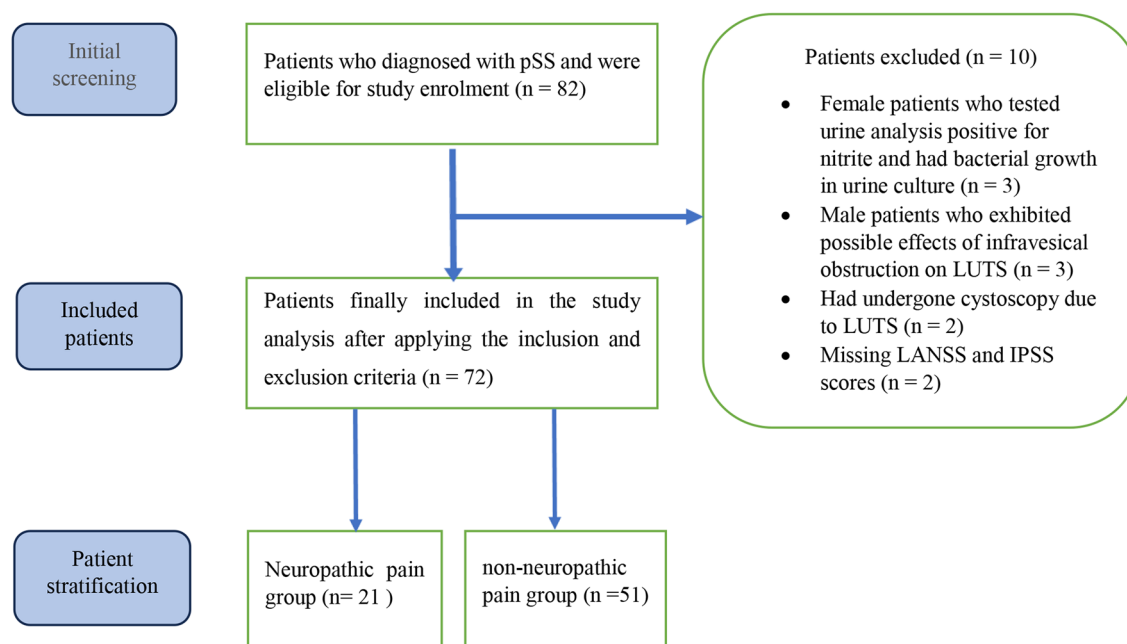 Initial
screening
Patients who diagnosed with pSS and were
eligible for study enrolment (n = 82)
Patients excluded (n = 10)
• Female patients who tested
urine analysis positive for
nitrite and had bacterial growth
in urine culture (n = 3)
• Male patients who exhibited
possible effects of infravesical
obstruction on LUTS (n = 3)
• Had undergone cystoscopy due
to LUTS (n = 2)
• Missing LANSS and IPSS
scores (n = 2)
Included
patients
Patients finally included in the study
analysis after applying the inclusion and
exclusion criteria (n = 72)
Patient
stratification
Neuropathic pain
group (n= 21 )
non-neuropathic
pain group (n =51)